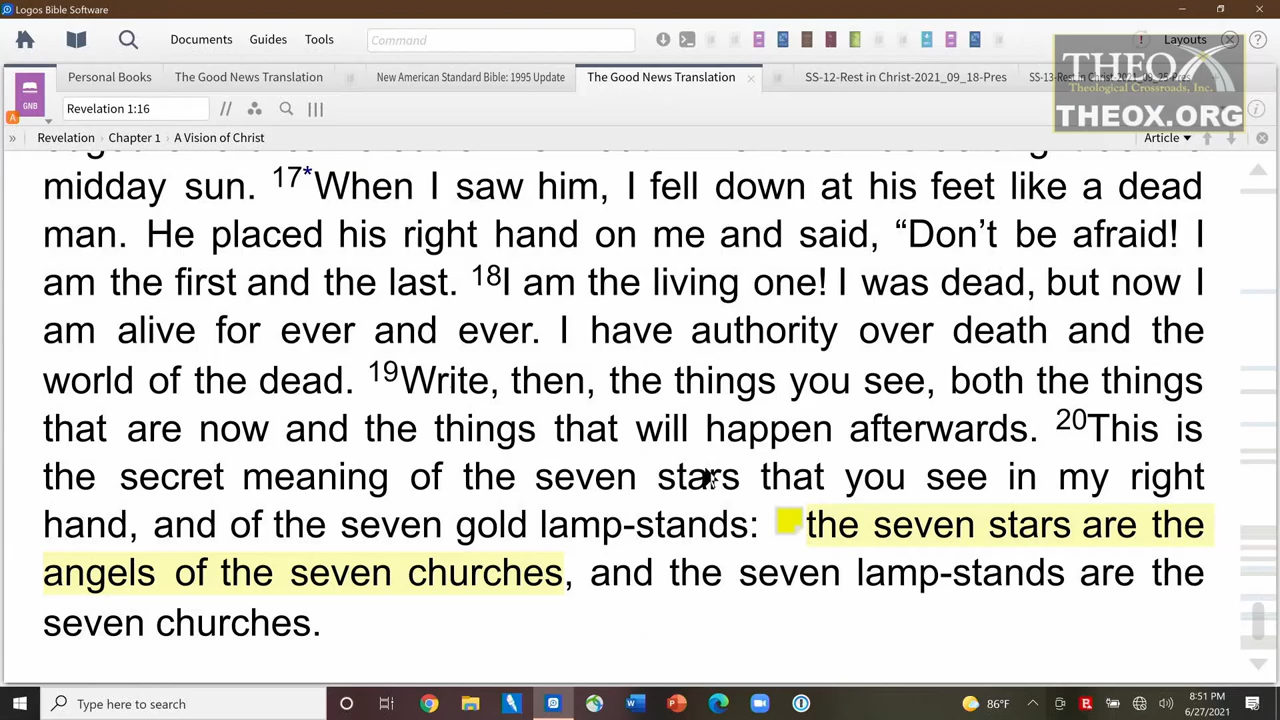 Logos Bible Software
Documents Guides Tools Command Layouts
THEOX
Theological Crossroads, Inc.
THEOX.ORG
GNB Personal Books The Good News Translation New American Standard Bible: 1995 Update The Good News Translation SS-12-Rest in Christ-2021_09_18-Pres SS-13-Rest in Christ-2021_09_25-Pres
A Revelation 1:16
» Revelation Chapter 1 A Vision of Christ Article
midday sun. 17*When I saw him, I fell down at his feet like a dead
man. He placed his right hand on me and said, “Don’t be afraid! I
am the first and the last. 18I am the living one! I was dead, but now I
am alive for ever and ever. I have authority over death and the
world of the dead. 19Write, then, the things you see, both the things
that are now and the things that will happen afterwards. 20This is
the secret meaning of the seven stars that you see in my right
hand, and of the seven gold lamp-stands: the seven stars are the
angels of the seven churches, and the seven lamp-stands are the
seven churches.
Type here to search 86°F 8:51 PM
6/27/2021